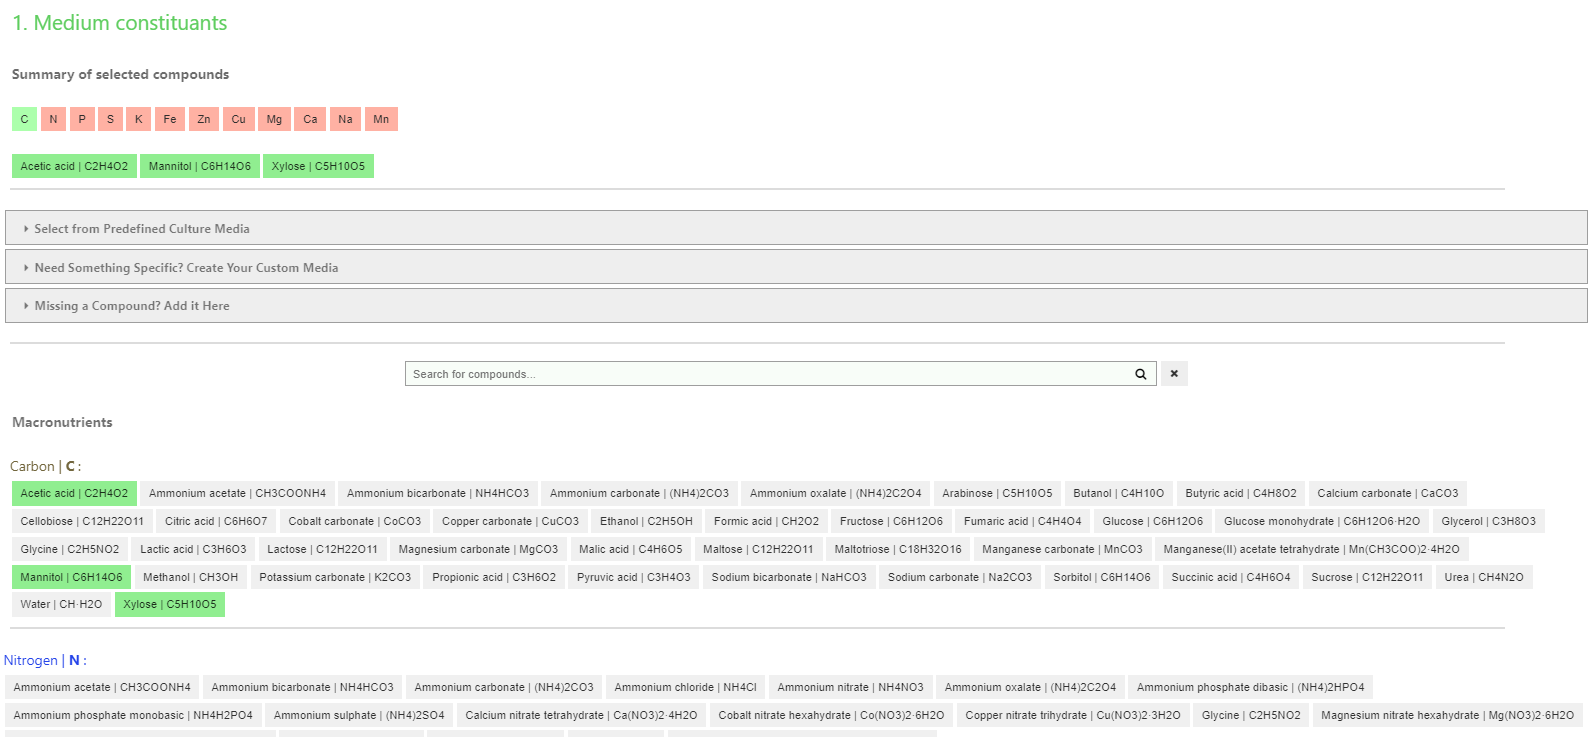 1. Medium constituants
Summary of selected compounds
C N P S K Fe Zn Cu Mg Ca Na Mn
Acetic acid | C2H4O2 Mannitol | C6H14O6 Xylose | C5H10O5
Select from Predefined Culture Media
Need Something Specific? Create Your Custom Media
Missing a Compound? Add it Here
Search for compounds...
Macronutrients
Carbon | C :
Acetic acid | C2H4O2 Ammonium acetate | CH3COONH4 Ammonium bicarbonate | NH4HCO3 Ammonium carbonate | (NH4)2CO3 Ammonium oxalate | (NH4)2C2O4 Arabinose | C5H10O5 Butanol | C4H10O Butyric acid | C4H8O2 Calcium carbonate | CaCO3
Cellobiose | C12H22O11 Citric acid | C6H6O7 Cobalt carbonate | CoCO3 Copper carbonate | CuCO3 Ethanol | C2H5OH Formic acid | CH2O2 Fructose | C6H12O6 Fumaric acid | C4H4O4 Glucose | C6H12O6 Glucose monohydrate | C6H12O6·H2O Glycerol | C3H8O3
Glycine | C2H5NO2 Lactic acid | C3H6O3 Lactose | C12H22O11 Magnesium carbonate | MgCO3 Malic acid | C4H6O5 Maltose | C12H22O11 Maltotriose | C18H32O16 Manganese carbonate | MnCO3 Manganese(II) acetate tetrahydrate | Mn(CH3COO)2·4H2O
Mannitol | C6H14O6 Methanol | CH3OH Potassium carbonate | K2CO3 Propionic acid | C3H6O2 Pyruvic acid | C3H4O3 Sodium bicarbonate | NaHCO3 Sodium carbonate | Na2CO3 Sorbitol | C6H14O6 Succinic acid | C4H6O4 Sucrose | C12H22O11 Urea | CH4N2O
Water | CH·H2O Xylose | C5H10O5
Nitrogen | N :
Ammonium acetate | CH3COONH4 Ammonium bicarbonate | NH4HCO3 Ammonium carbonate | (NH4)2CO3 Ammonium chloride | NH4Cl Ammonium nitrate | NH4NO3 Ammonium oxalate | (NH4)2C2O4 Ammonium phosphate dibasic | (NH4)2HPO4
Ammonium phosphate monobasic | NH4H2PO4 Ammonium sulphate | (NH4)2SO4 Calcium nitrate tetrahydrate | Ca(NO3)2·4H2O Cobalt nitrate hexahydrate | Co(NO3)2·6H2O Copper nitrate trihydrate | Cu(NO3)2·3H2O Glycine | C2H5NO2 Magnesium nitrate hexahydrate | Mg(NO3)2·6H2O